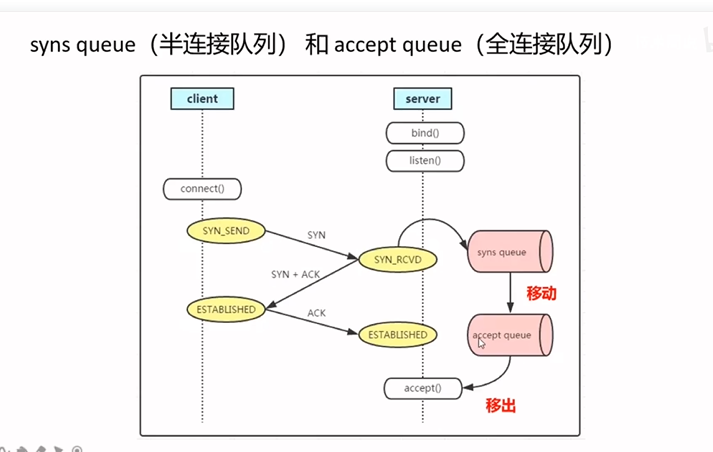 syns queue（半连接队列） 和 accept queue（全连接队列）
client
server
bind()
listen()
connect()
SYN_SEND
SYN
SYN_RCVD
syns queue
SYN + ACK
移动
ESTABLISHED
ACK
ESTABLISHED
accept queue
accept()
移出